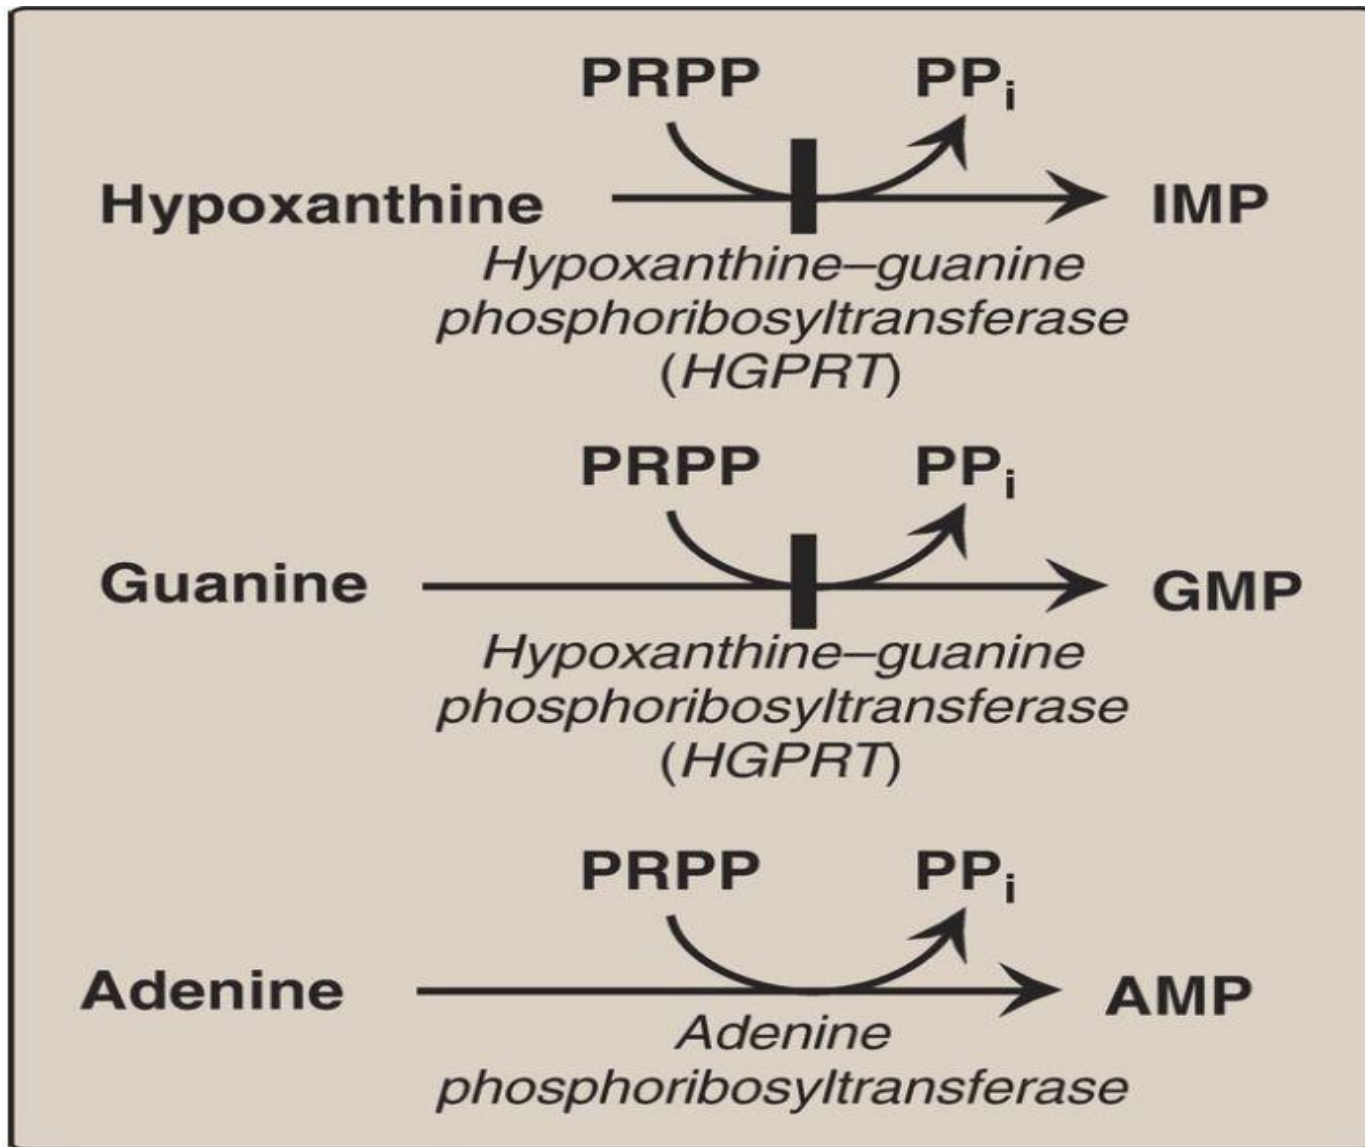 PRPP PPi
Hypoxanthine IMP
Hypoxanthine–guanine
phosphoribosyltransferase
(HGPRT)
PRPP PPi
Guanine GMP
Hypoxanthine–guanine
phosphoribosyltransferase
(HGPRT)
PRPP PPi
Adenine AMP
Adenine
phosphoribosyltransferase